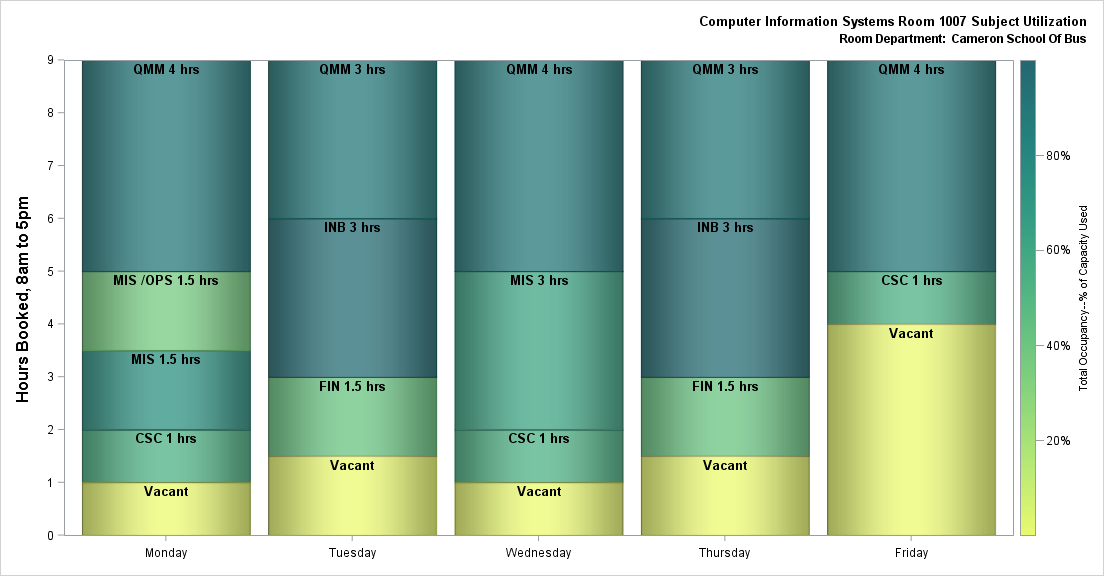 Computer Information Systems Room 1007 Subject Utilization
Room Department: Cameron School Of Bus
Hours Booked, 8am to 5pm
9
8
7
6
5
4
3
2
1
0
QMM 4 hrs
MIS /OPS 1.5 hrs
MIS 1.5 hrs
CSC 1 hrs
Vacant
QMM 3 hrs
INB 3 hrs
FIN 1.5 hrs
Vacant
QMM 4 hrs
MIS 3 hrs
CSC 1 hrs
Vacant
QMM 3 hrs
INB 3 hrs
FIN 1.5 hrs
Vacant
QMM 4 hrs
CSC 1 hrs
Vacant
Monday
Tuesday
Wednesday
Thursday
Friday
80%
60%
40%
20%
Total Occupancy--% of Capacity Used